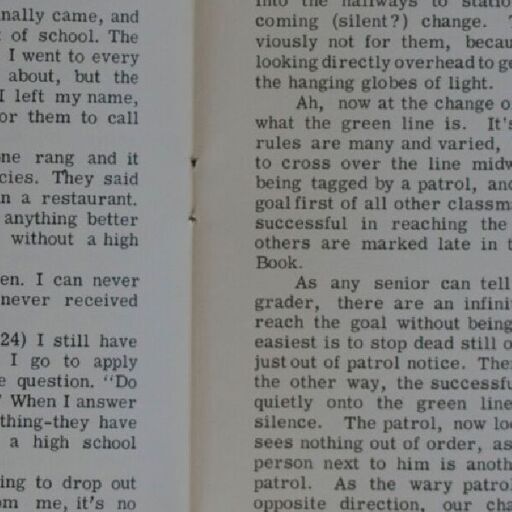 nally came, and
of school. The
I went to every
about, but the
I left my name,
or them to call
ne rang and it
cies. They said
n a restaurant.
anything better
without a high
en. I can never
never received
24) I still have
I go to apply
e question. "Do
When I answer
thing-they have
a high school
ing to drop out
om me, it's no
into the hallways to
coming (silent?) change.
viously not for them, becau
looking directly overhead to ge
the hanging globes of light.
Ah, now at the change o
what the green line is. It's
rules are many and varied,
to cross over the line midw
being tagged by a patrol, and
goal first of all other classm
successful in reaching the
others are marked late in t
Book.
As any senior can tell
grader, there are an infini
reach the goal without being
easiest is to stop dead still o
just out of patrol notice. The
the other way, the successfu
quietly onto the green line
silence. The patrol, now loo
sees nothing out of order, as
person next to him is anoth
patrol. As the wary patro
opposite direction, our cha